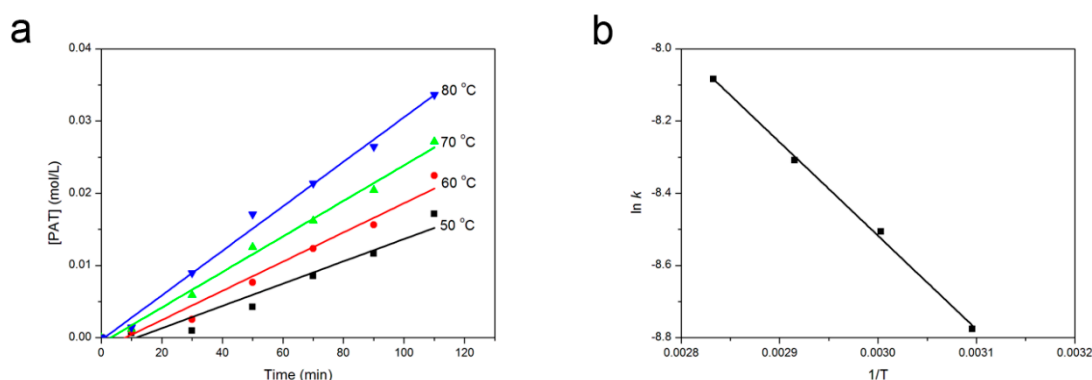 a
0.04
0.03
0.02
0.01
0.00
[PAT] (mol/L)
80 °C
70 °C
60 °C
50 °C
0 20 40 60 80 100 120
Time (min)
b
-8.0
-8.2
-8.4
-8.6
-8.8
ln k
0.0028 0.0029 0.0030 0.0031 0.0032
1/T